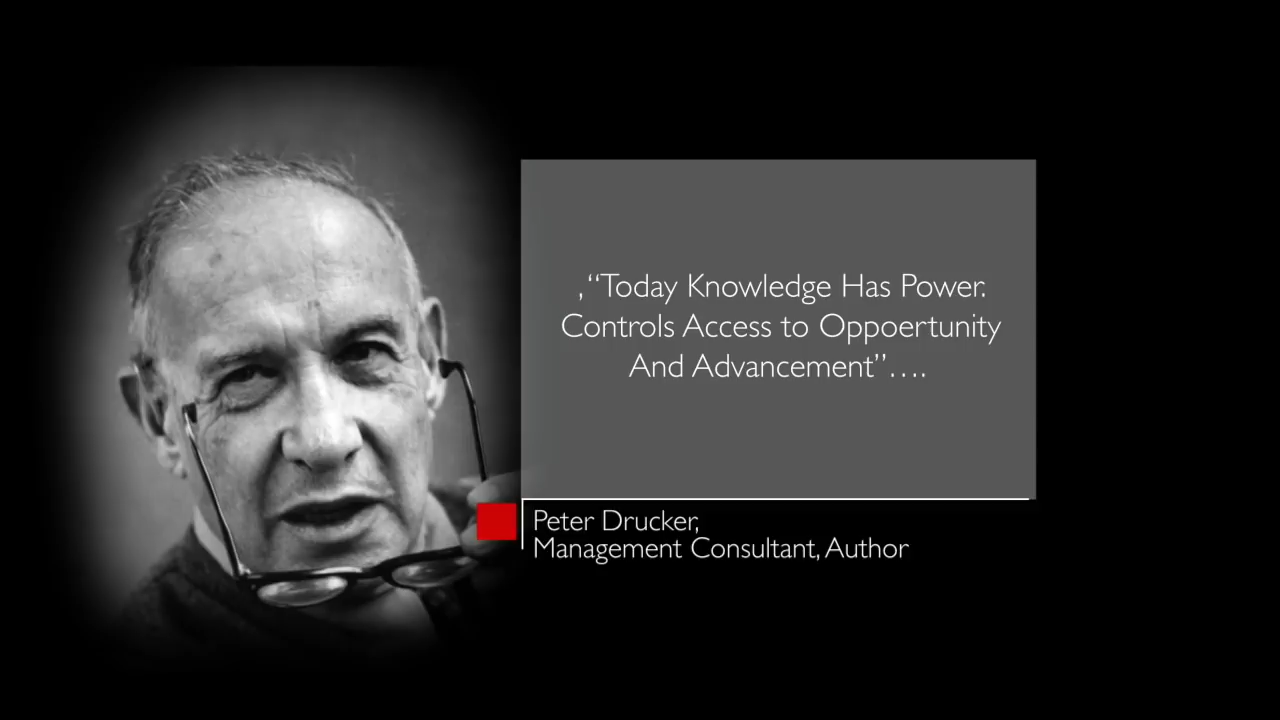 ,“Today Knowledge Has Power.
Controls Access to Oppoertunity
And Advancement”....
Peter Drucker,
Management Consultant, Author